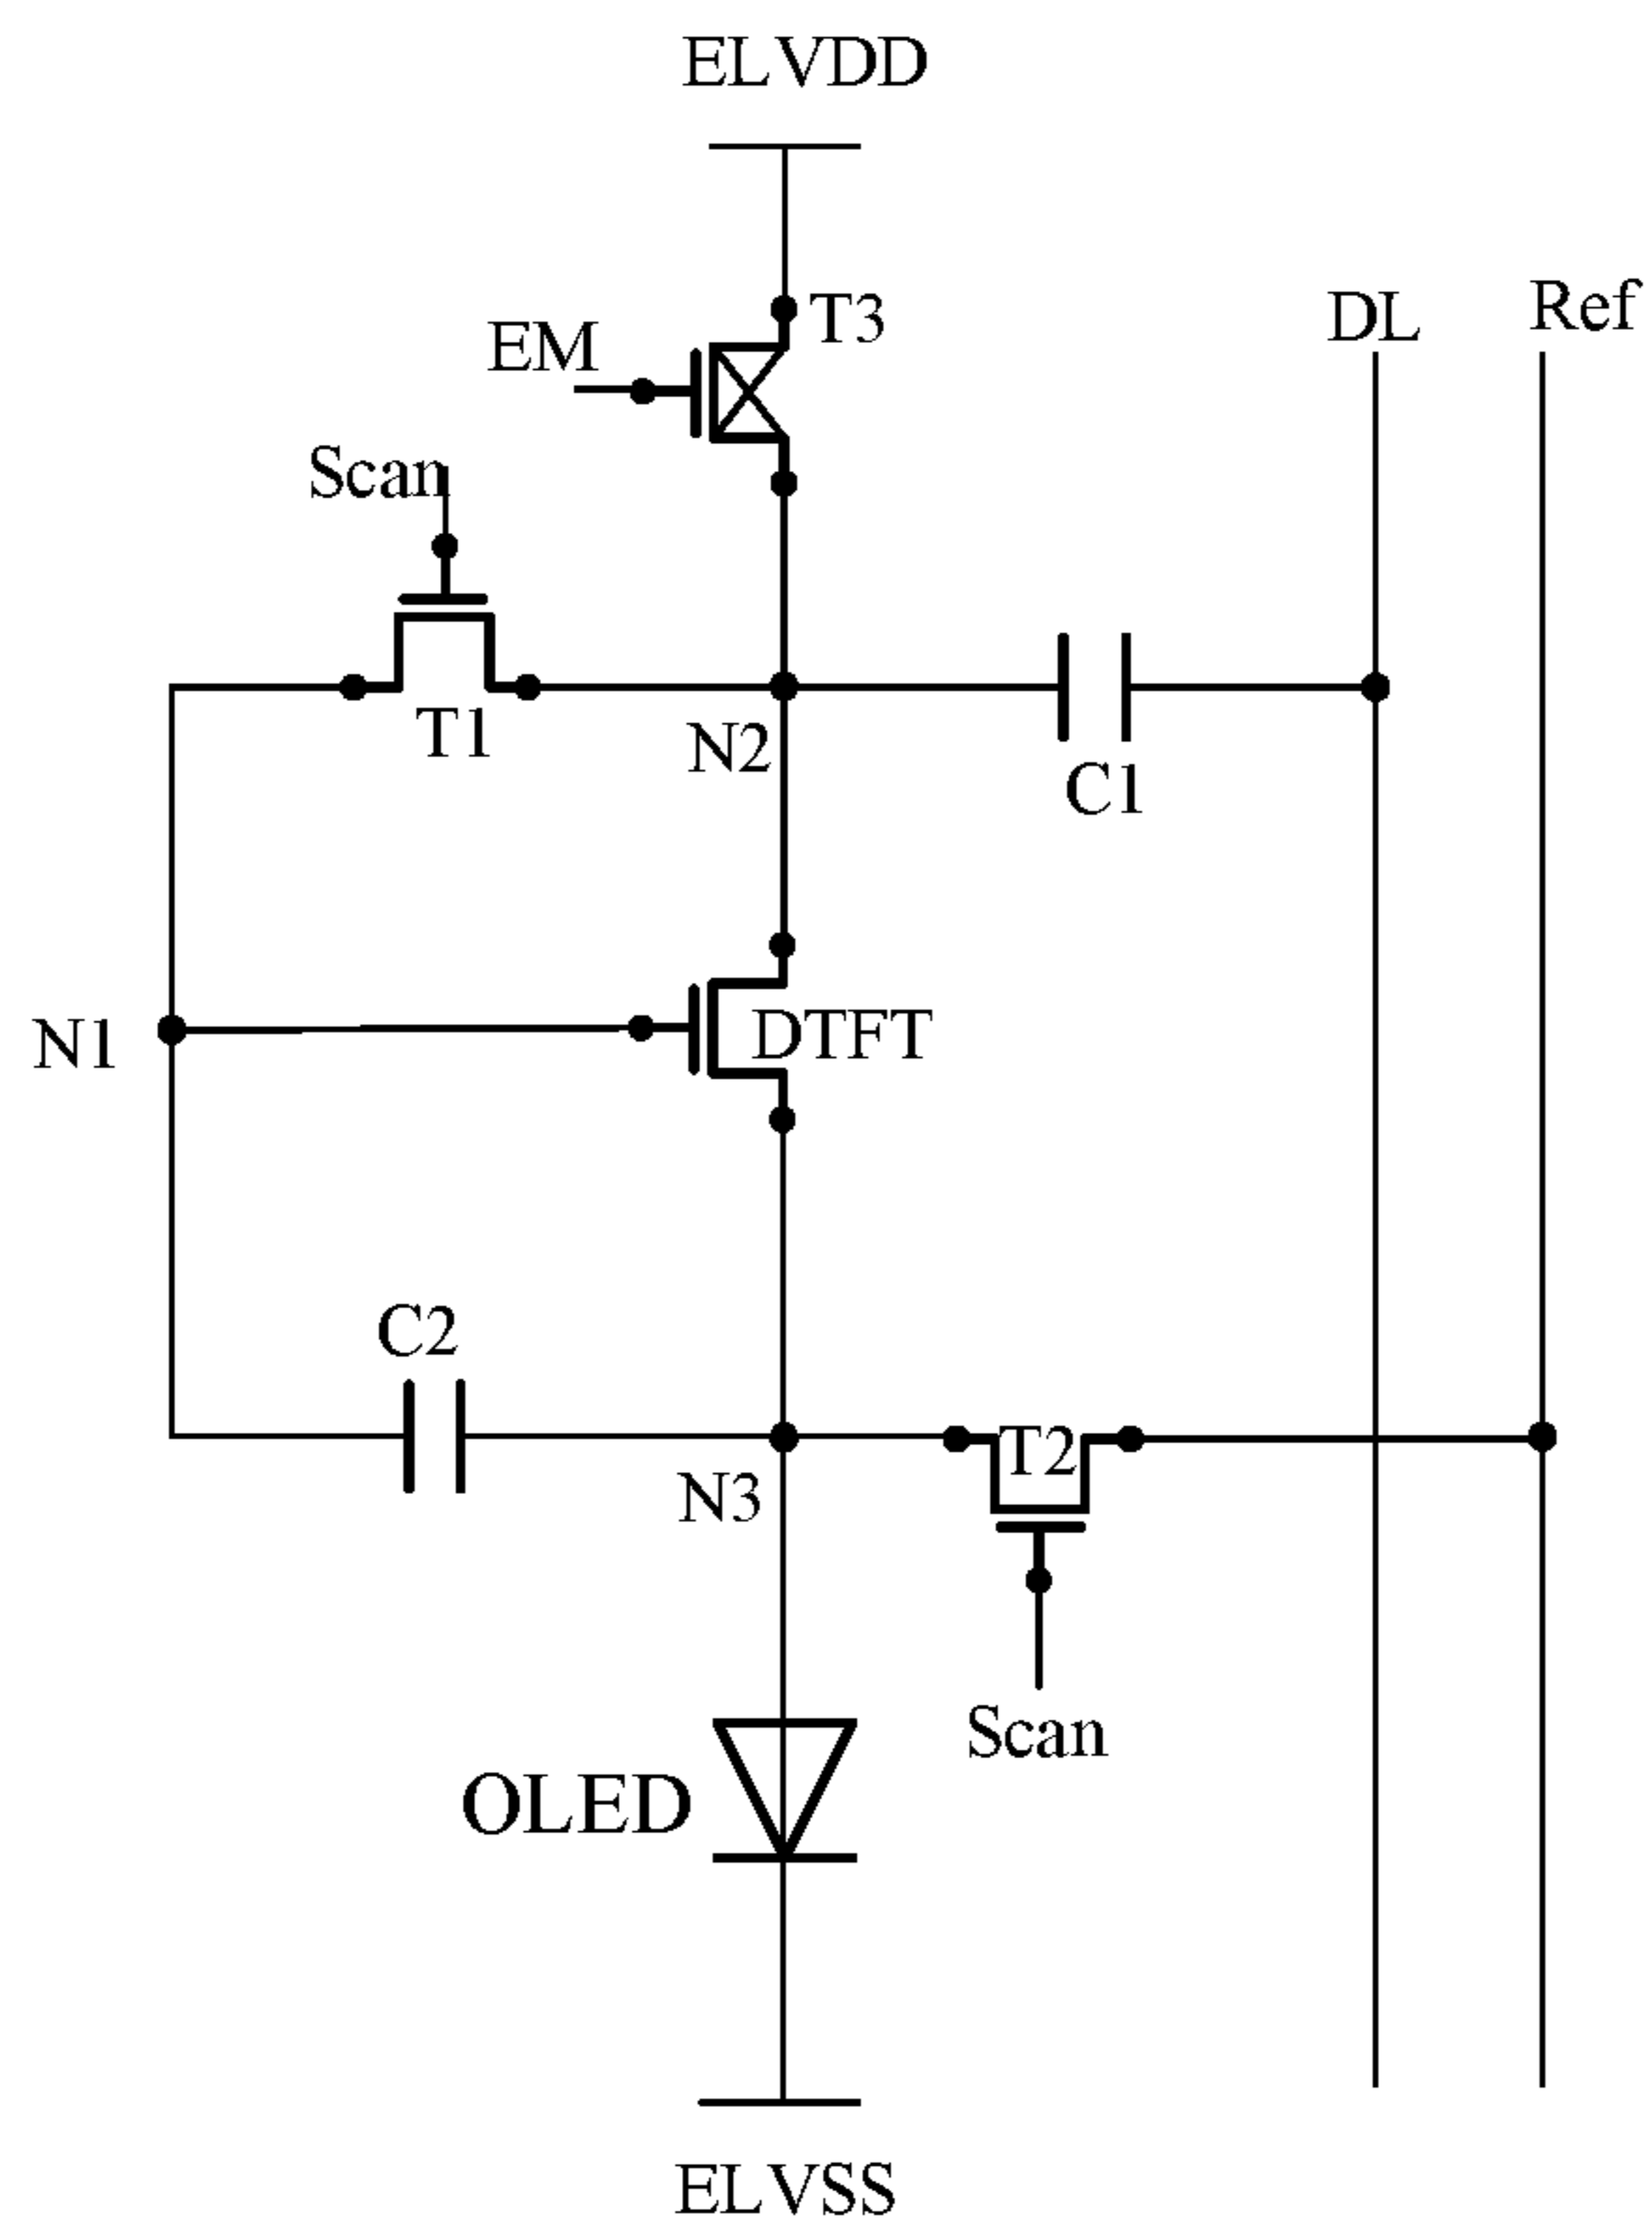 ELVDD
T3
DL
Ref
EM
Scan
T1
N2
C1
N1
DTFT
C2
T2
N3
Scan
OLED
ELVSS